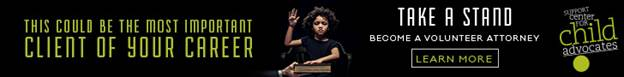 THIS COULD BE THE MOST IMPORTANT
CLIENT OF YOUR CAREER
TAKE A STAND
BECOME A VOLUNTEER ATTORNEY
LEARN MORE
SUPPORT
center
FOR
child
advocates